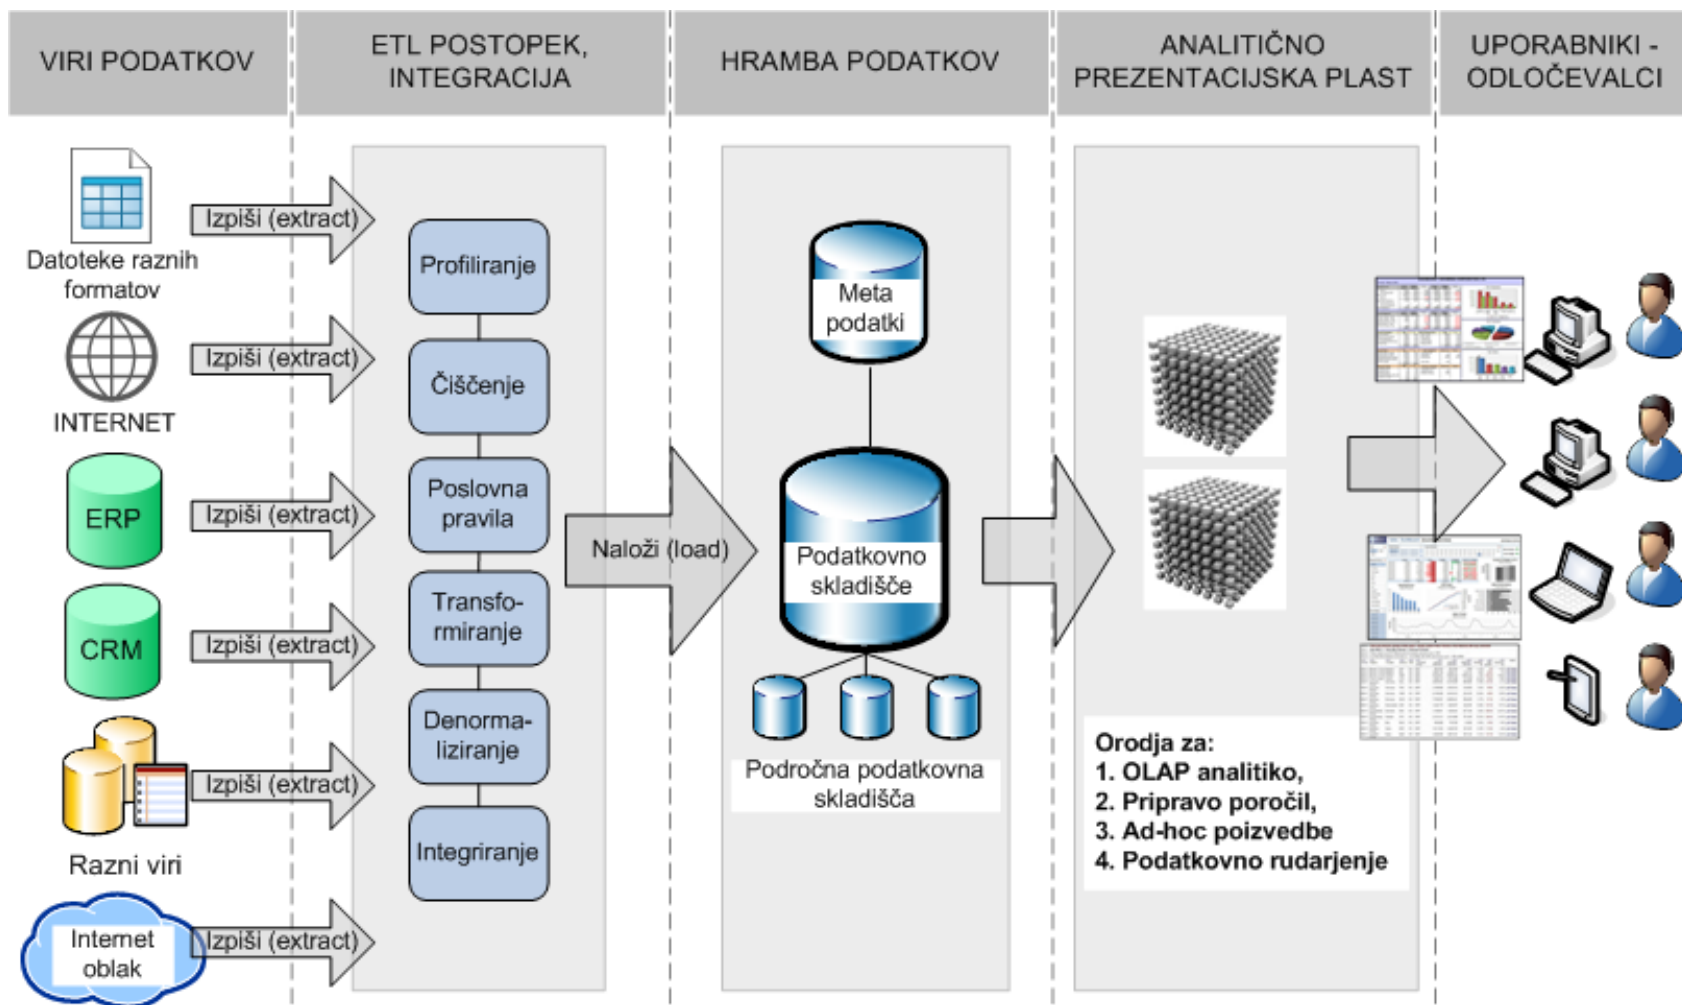 VIRI PODATKOV
ETL POSTOPEK,
INTEGRACIJA
HRAMBA PODATKOV
ANALITIČNO
PREZENTACIJSKA PLAST
UPORABNIKI -
ODLOČEVALCI
Datoteke raznih
formatov
INTERNET
ERP
CRM
Razni viri
Internet
oblak
Izpiši (extract)
Izpiši (extract)
Izpiši (extract)
Izpiši (extract)
Izpiši (extract)
Izpiši (extract)
Profiliranje
Čiščenje
Poslovna
pravila
Transfo-
rmiranje
Denorma-
liziranje
Integriranje
Naloži (load)
Meta
podatki
Podatkovno
skladišče
Področna podatkovna
skladišča
Orodja za:
1. OLAP analitiko,
2. Pripravo poročil,
3. Ad-hoc poizvedbe
4. Podatkovno rudarjenje